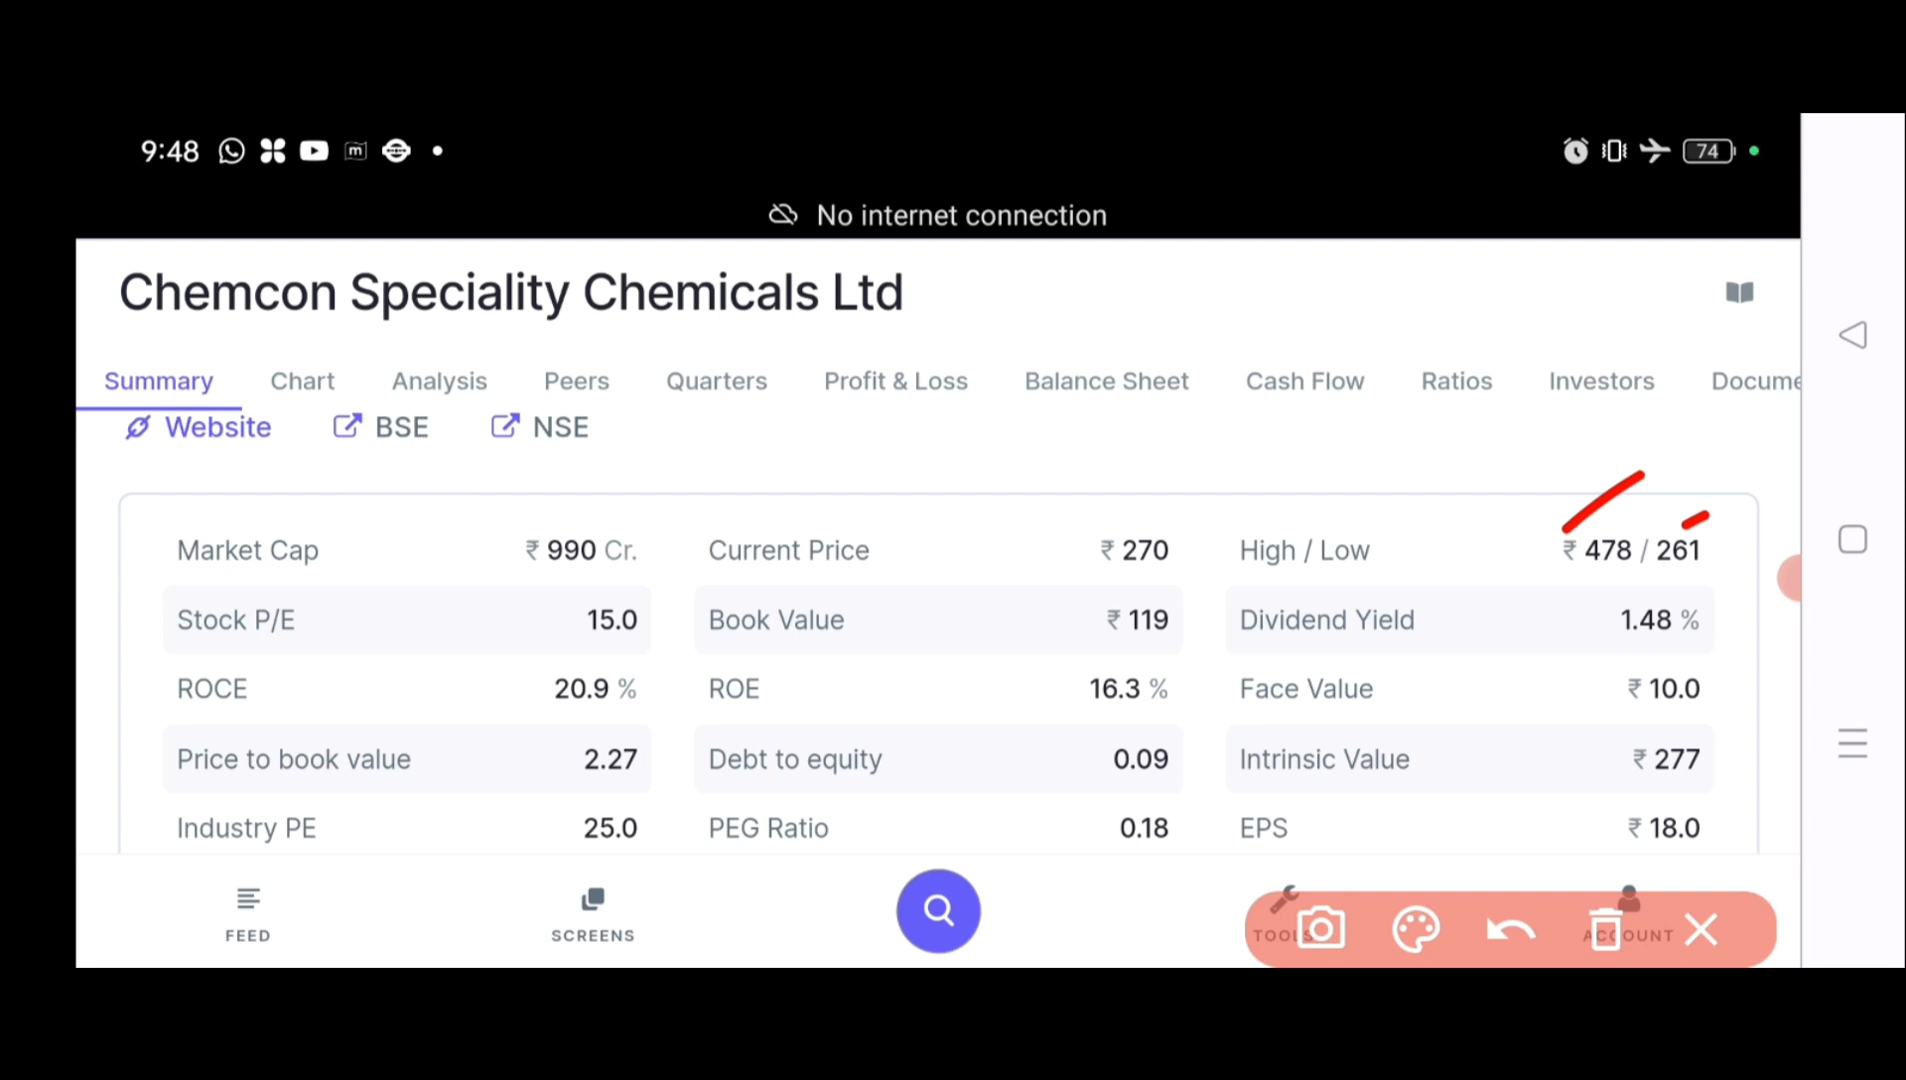 9:48
74
No internet connection
Chemcon Speciality Chemicals Ltd
Summary Chart Analysis Peers Quarters Profit & Loss Balance Sheet Cash Flow Ratios Investors Docume
Website BSE NSE
Market Cap ₹ 990 Cr. Current Price ₹ 270 High / Low ₹ 478 / 261
Stock P/E 15.0 Book Value ₹ 119 Dividend Yield 1.48 %
ROCE 20.9 % ROE 16.3 % Face Value ₹ 10.0
Price to book value 2.27 Debt to equity 0.09 Intrinsic Value ₹ 277
Industry PE 25.0 PEG Ratio 0.18 EPS ₹ 18.0
FEED SCREENS TOOLS ACCOUNT